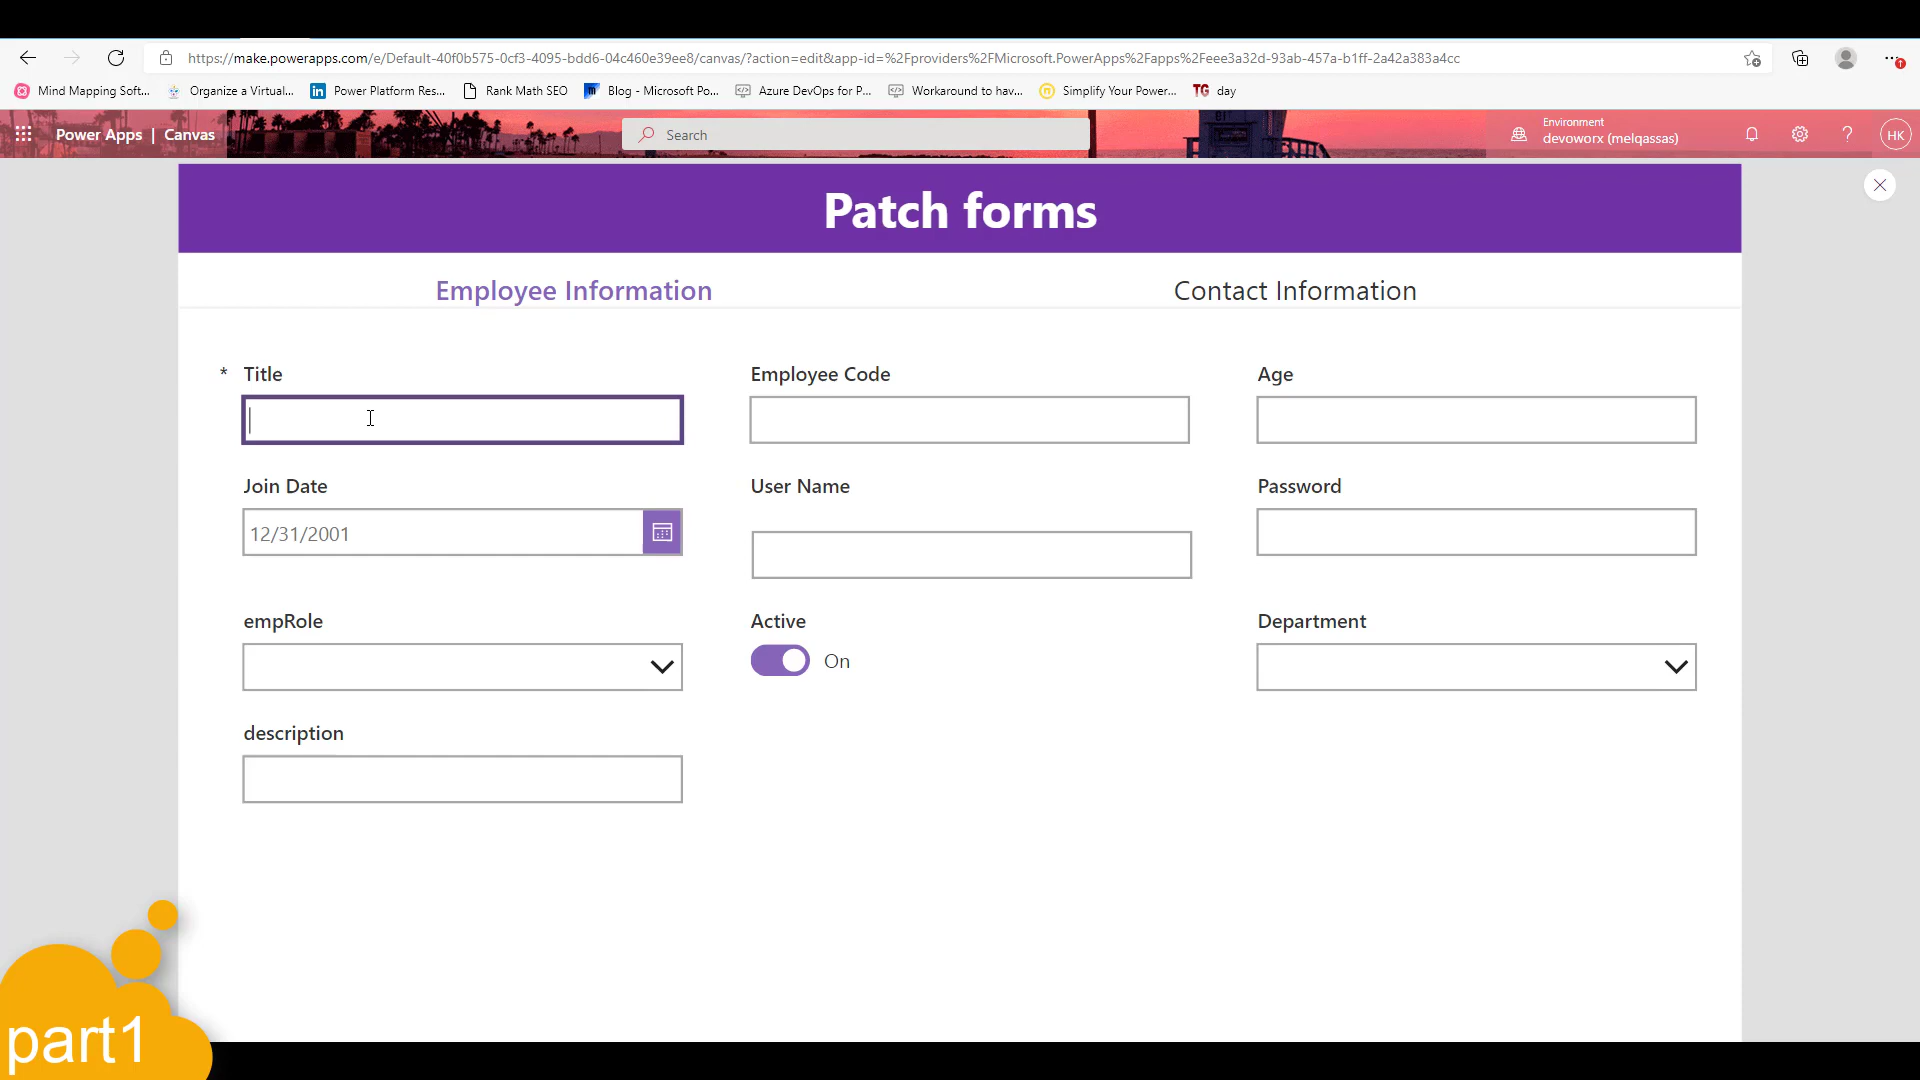 https://make.powerapps.com/e/Default-40f0b575-0cf3-4095-bdd6-04c460e39ee8/canvas/?action=edit&app-id=%2Fproviders%2FMicrosoft.PowerApps%2Fapps%2Feee3a32d-93ab-457a-b1ff-2a42a383a4cc
Mind Mapping Soft... Organize a Virtual... Power Platform Res... Rank Math SEO Blog - Microsoft Po... Azure DevOps for P... Workaround to hav... Simplify Your Power... TG day
Power Apps | Canvas
Search
Environment
devoworx (melqassas)
?
HK
Patch forms
Employee Information Contact Information
* Title Employee Code Age
Join Date User Name Password
12/31/2001
empRole Active Department
On
description
part1